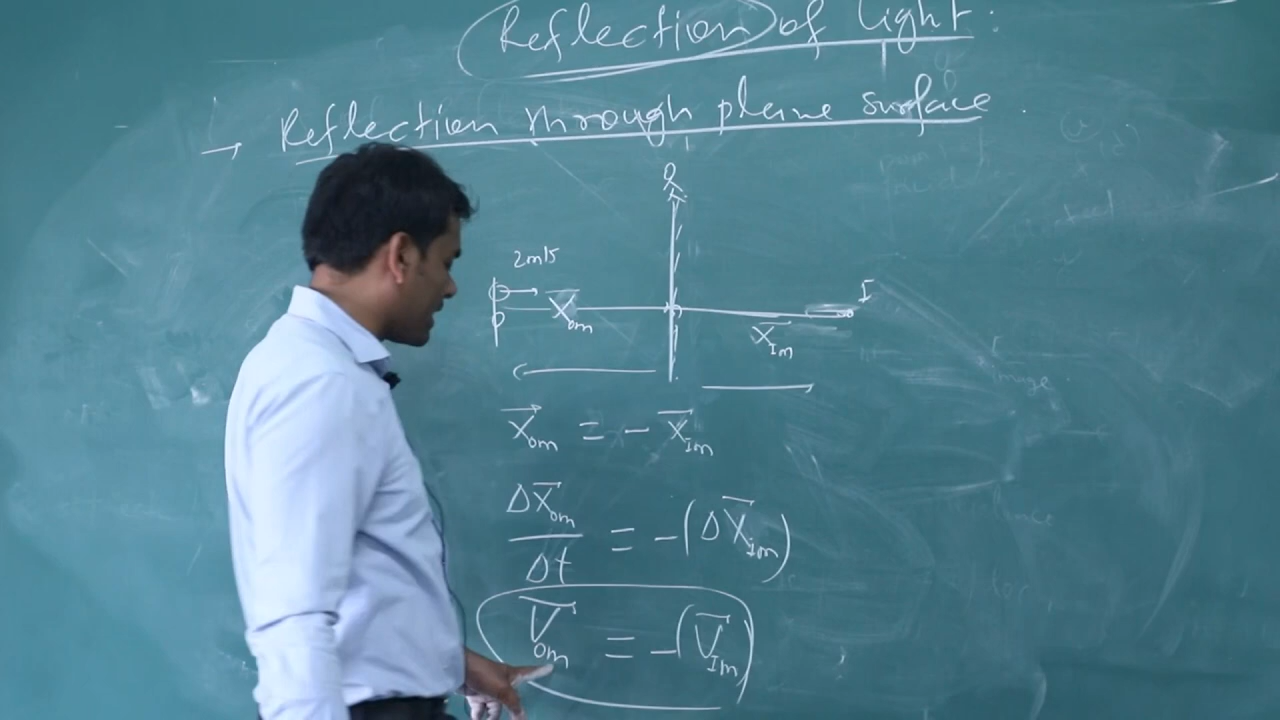 Reflection of light.
→ Reflection through plane surface.
2m/s
I
X⃗om X⃗Im
X⃗om = - X⃗Im
ΔX⃗om / Δt = -(ΔX⃗Im)
V⃗om = -(V⃗Im)